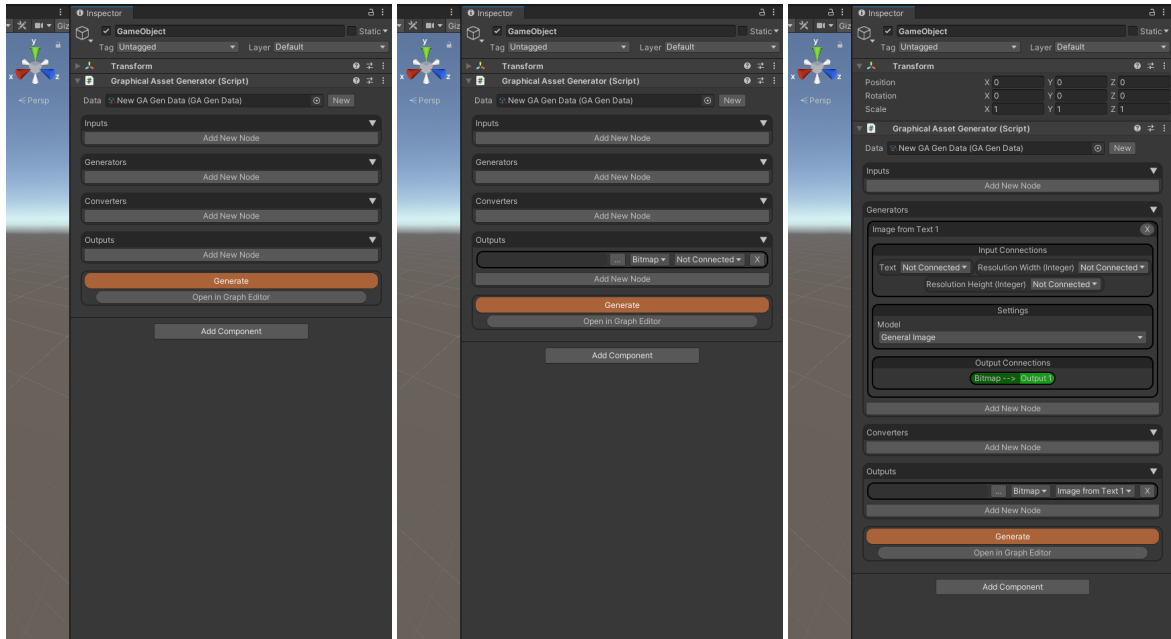 Giz
y
x
z
Persp
Inspector
GameObject
Static
Tag Untagged
Layer Default
Transform
Graphical Asset Generator (Script)
Data New GA Gen Data (GA Gen Data)
New
Inputs
Add New Node
Generators
Add New Node
Converters
Add New Node
Outputs
Add New Node
Generate
Open in Graph Editor
Add Component
Giz
y
x
z
Persp
Inspector
GameObject
Static
Tag Untagged
Layer Default
Transform
Graphical Asset Generator (Script)
Data New GA Gen Data (GA Gen Data)
New
Inputs
Add New Node
Generators
Add New Node
Converters
Add New Node
Outputs
... Bitmap Not Connected X
Add New Node
Generate
Open in Graph Editor
Add Component
Giz
y
x
z
Persp
Inspector
GameObject
Static
Tag Untagged
Layer Default
Transform
Position X 0 Y 0 Z 0
Rotation X 0 Y 0 Z 0
Scale X 1 Y 1 Z 1
Graphical Asset Generator (Script)
Data New GA Gen Data (GA Gen Data)
New
Inputs
Add New Node
Generators
Image from Text 1 X
Input Connections
Text Not Connected Resolution Width (Integer) Not Connected
Resolution Height (Integer) Not Connected
Settings
Model
General Image
Output Connections
Bitmap --> Output 1
Add New Node
Converters
Add New Node
Outputs
... Bitmap Image from Text 1 X
Add New Node
Generate
Open in Graph Editor
Add Component